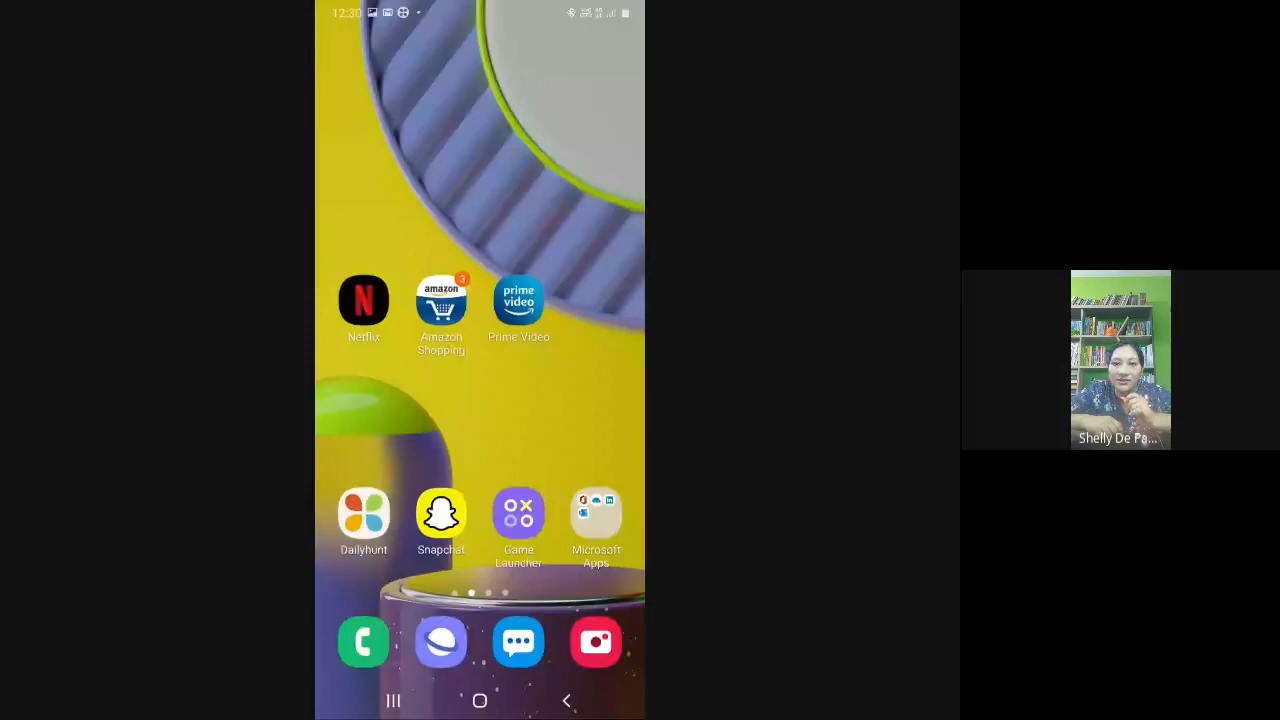 12:30
amazon
3
prime
video
Netflix
Amazon
Shopping
Prime Video
Dailyhunt
Snapchat
Game
Launcher
Microsoft
Apps
Shelly De Pa...